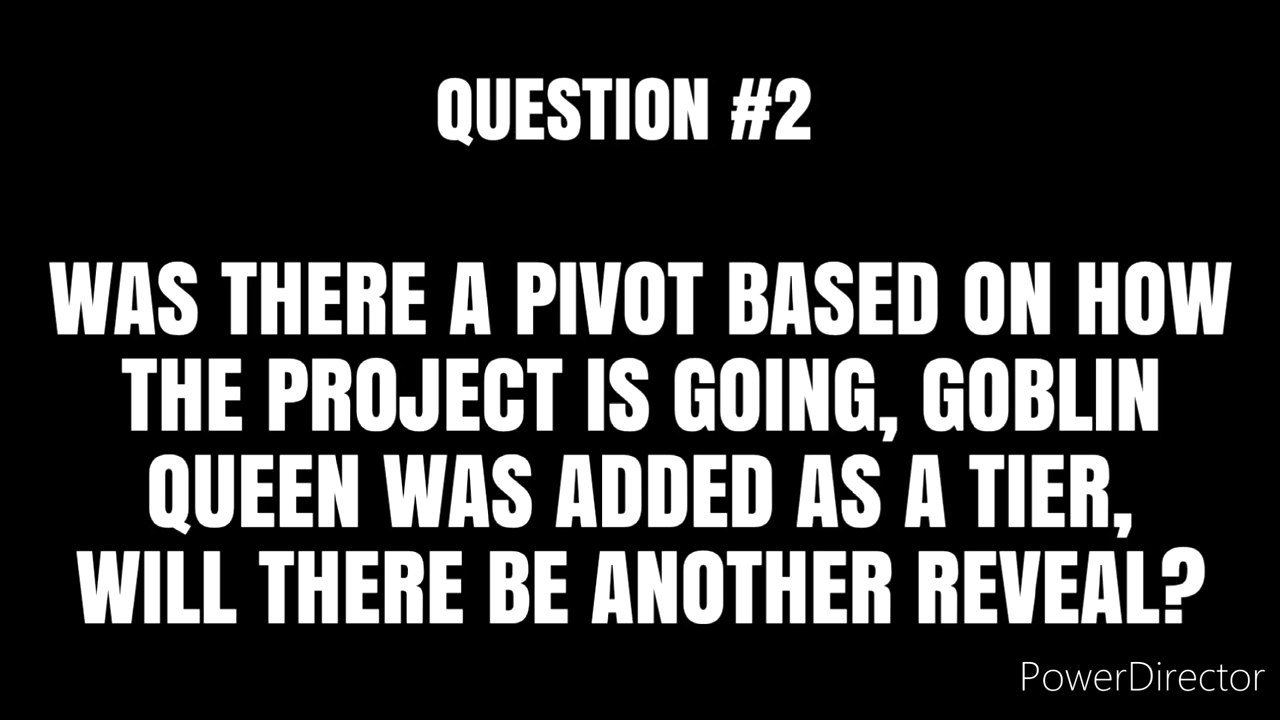 QUESTION #2
WAS THERE A PIVOT BASED ON HOW
THE PROJECT IS GOING, GOBLIN
QUEEN WAS ADDED AS A TIER,
WILL THERE BE ANOTHER REVEAL?
PowerDirector